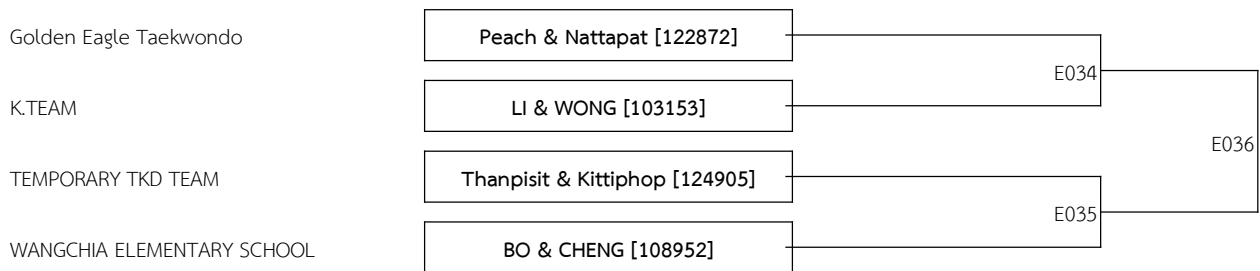 Golden Eagle Taekwondo
Peach & Nattapat [122872]
E034
K.TEAM
LI & WONG [103153]
E036
TEMPORARY TKD TEAM
Thanpisit & Kittiphop [124905]
E035
WANGCHIA ELEMENTARY SCHOOL
BO & CHENG [108952]